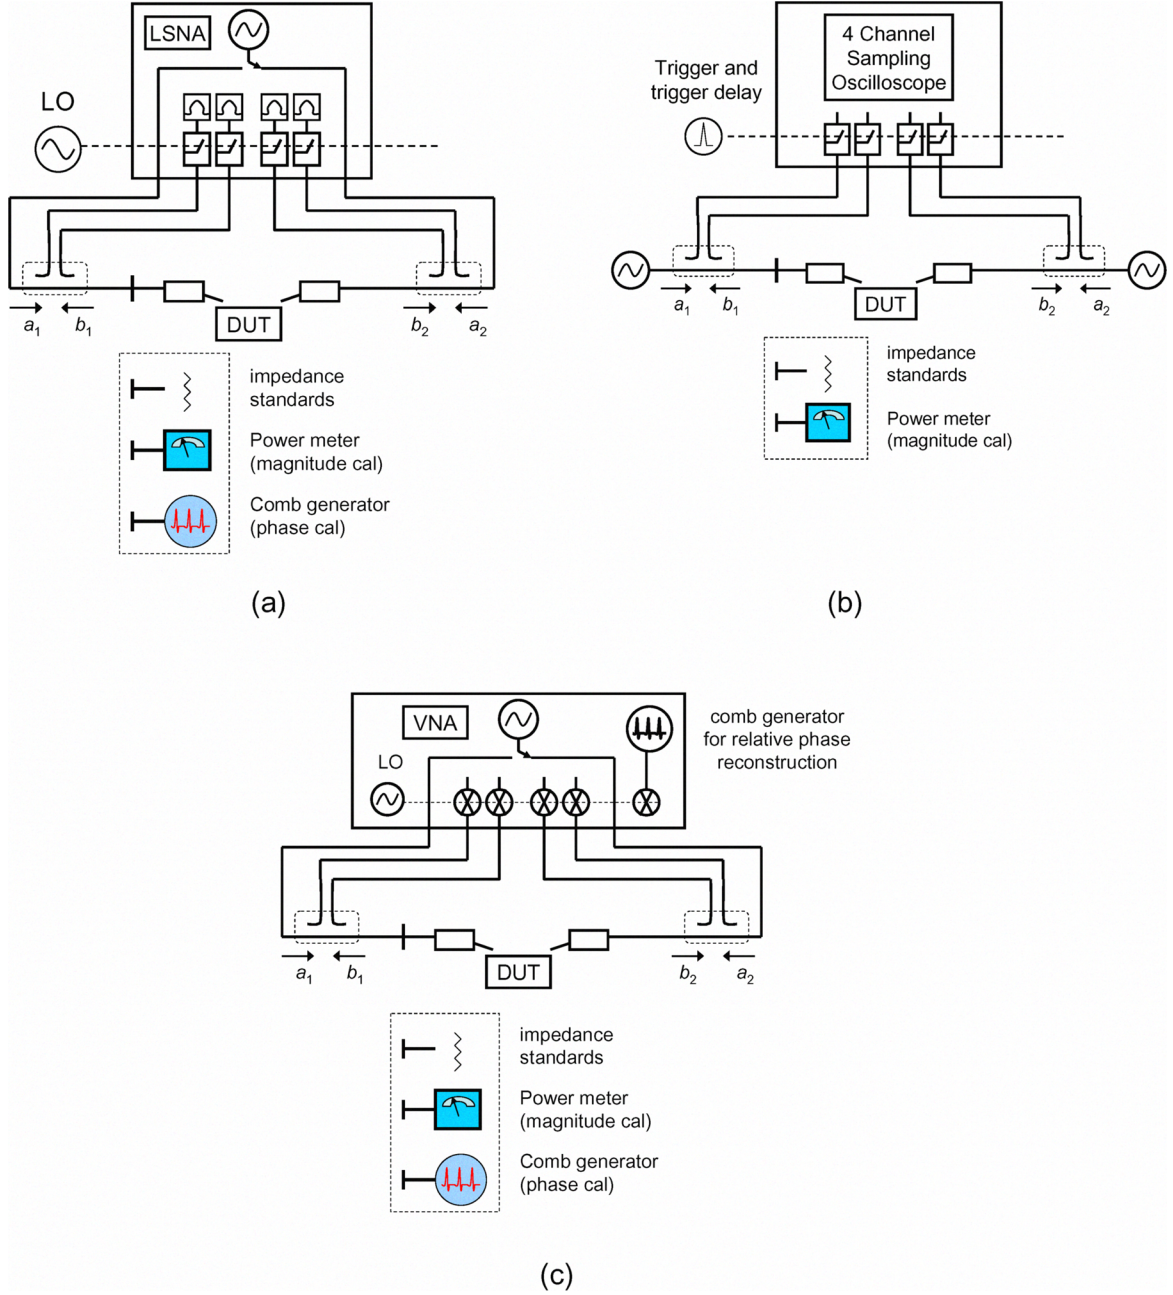 LSNA
LO
a1
b1
b2
a2
DUT
impedance
standards
Power meter
(magnitude cal)
Comb generator
(phase cal)
(a)
4 Channel
Sampling
Oscilloscope
Trigger and
trigger delay
a1
b1
b2
a2
DUT
impedance
standards
Power meter
(magnitude cal)
(b)
VNA
LO
comb generator
for relative phase
reconstruction
a1
b1
b2
a2
DUT
impedance
standards
Power meter
(magnitude cal)
Comb generator
(phase cal)
(c)